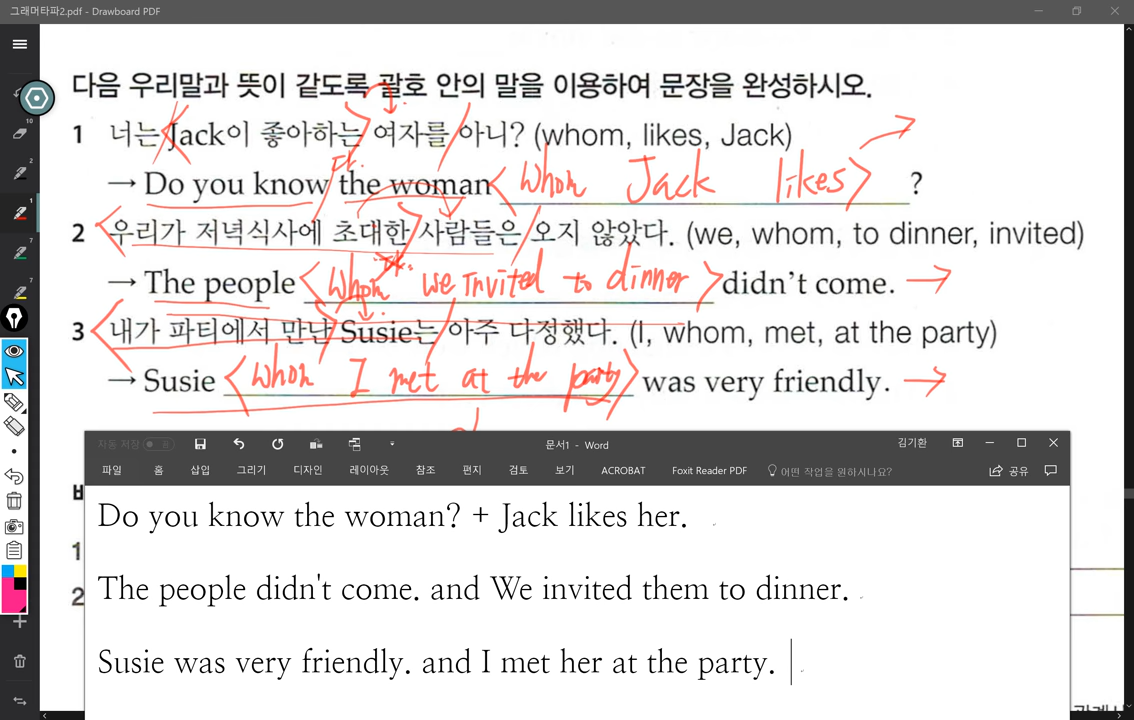 그래머타파2.pdf - Drawboard PDF
다음 우리말과 뜻이 같도록 괄호 안의 말을 이용하여 문장을 완성하시오.
1 너는 Jack이 좋아하는 여자를 아니? (whom, likes, Jack)
→ Do you know the woman whom Jack likes ?
2 우리가 저녁식사에 초대한 사람들은 오지 않았다. (we, whom, to dinner, invited)
→ The people whom we invited to dinner didn't come.
3 내가 파티에서 만난 Susie는 아주 다정했다. (I, whom, met, at the party)
→ Susie whom I met at the party was very friendly.
자동 저장
문서1 - Word
김기환
파일 홈 삽입 그리기 디자인 레이아웃 참조 편지 검토 보기 ACROBAT Foxit Reader PDF 어떤 작업을 원하시나요? 공유
Do you know the woman? + Jack likes her.
The people didn't come. and We invited them to dinner.
Susie was very friendly. and I met her at the party.
1
2
10
2
1
7
7